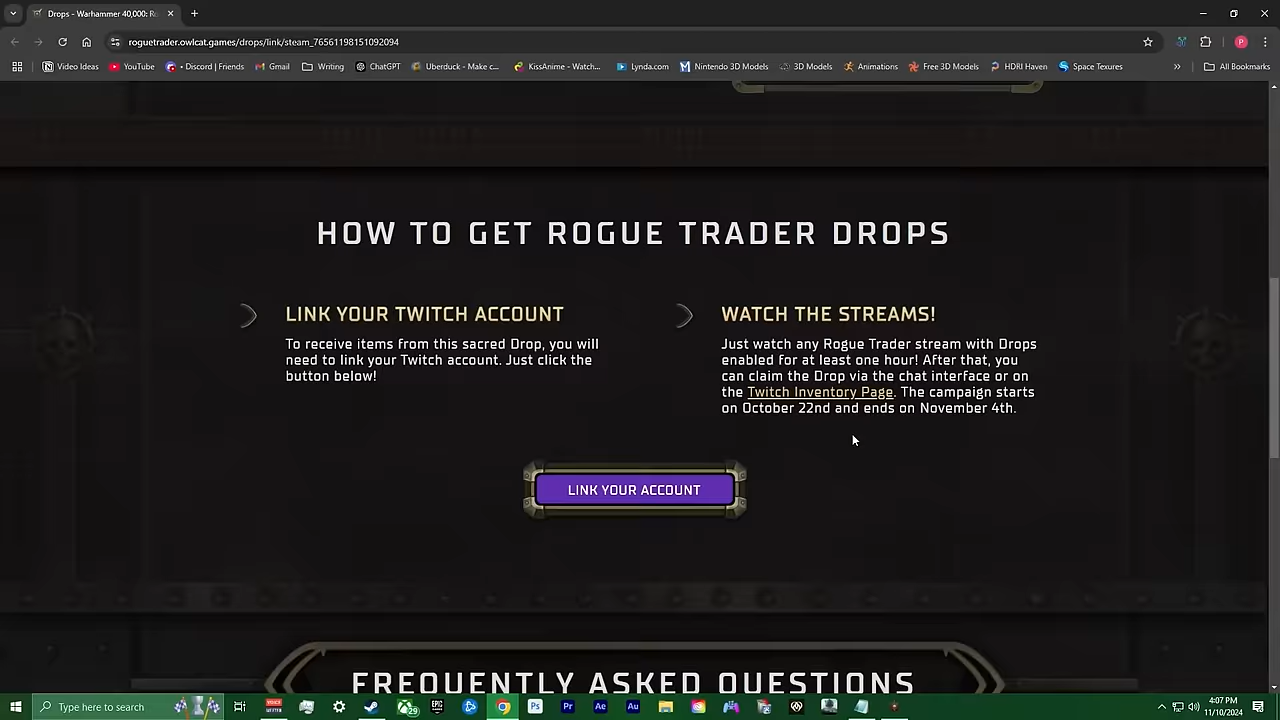 Drops - Warhammer 40,000: Ro
roguetrader.owlcat.games/drops/link/steam_76561198151092094
Video Ideas
YouTube
• Discord | Friends
Gmail
Writing
ChatGPT
Uberduck - Make c...
KissAnime - Watch...
Lynda.com
Nintendo 3D Models
3D Models
Animations
Free 3D Models
HDRI Haven
Space Texures
»
All Bookmarks
P
HOW TO GET ROGUE TRADER DROPS
LINK YOUR TWITCH ACCOUNT
To receive items from this sacred Drop, you will
need to link your Twitch account. Just click the
button below!
WATCH THE STREAMS!
Just watch any Rogue Trader stream with Drops
enabled for at least one hour! After that, you
can claim the Drop via the chat interface or on
the Twitch Inventory Page. The campaign starts
on October 22nd and ends on November 4th.
LINK YOUR ACCOUNT
FREQUENTLY ASKED QUESTIONS
Type here to search
29
Ps
Pr
Ae
Au
4:07 PM
11/10/2024